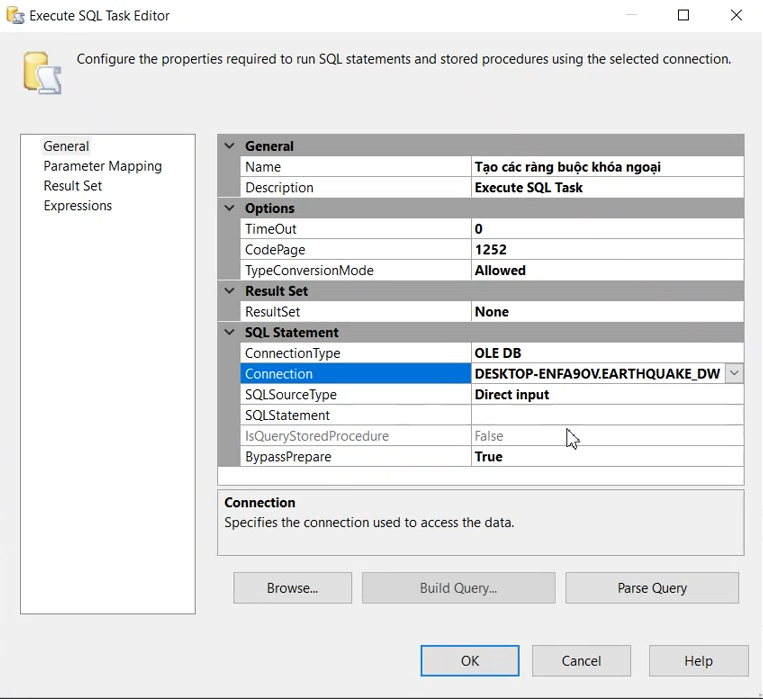 Execute SQL Task Editor
Configure the properties required to run SQL statements and stored procedures using the selected connection.
General
Parameter Mapping
Result Set
Expressions
General
Name Tạo các ràng buộc khóa ngoại
Description Execute SQL Task
Options
TimeOut 0
CodePage 1252
TypeConversionMode Allowed
Result Set
ResultSet None
SQL Statement
ConnectionType OLE DB
Connection DESKTOP-ENFA9OV.EARTHQUAKE_DW
SQLSourceType Direct input
SQLStatement
IsQueryStoredProcedure False
BypassPrepare True
Connection
Specifies the connection used to access the data.
Browse... Build Query... Parse Query
OK Cancel Help